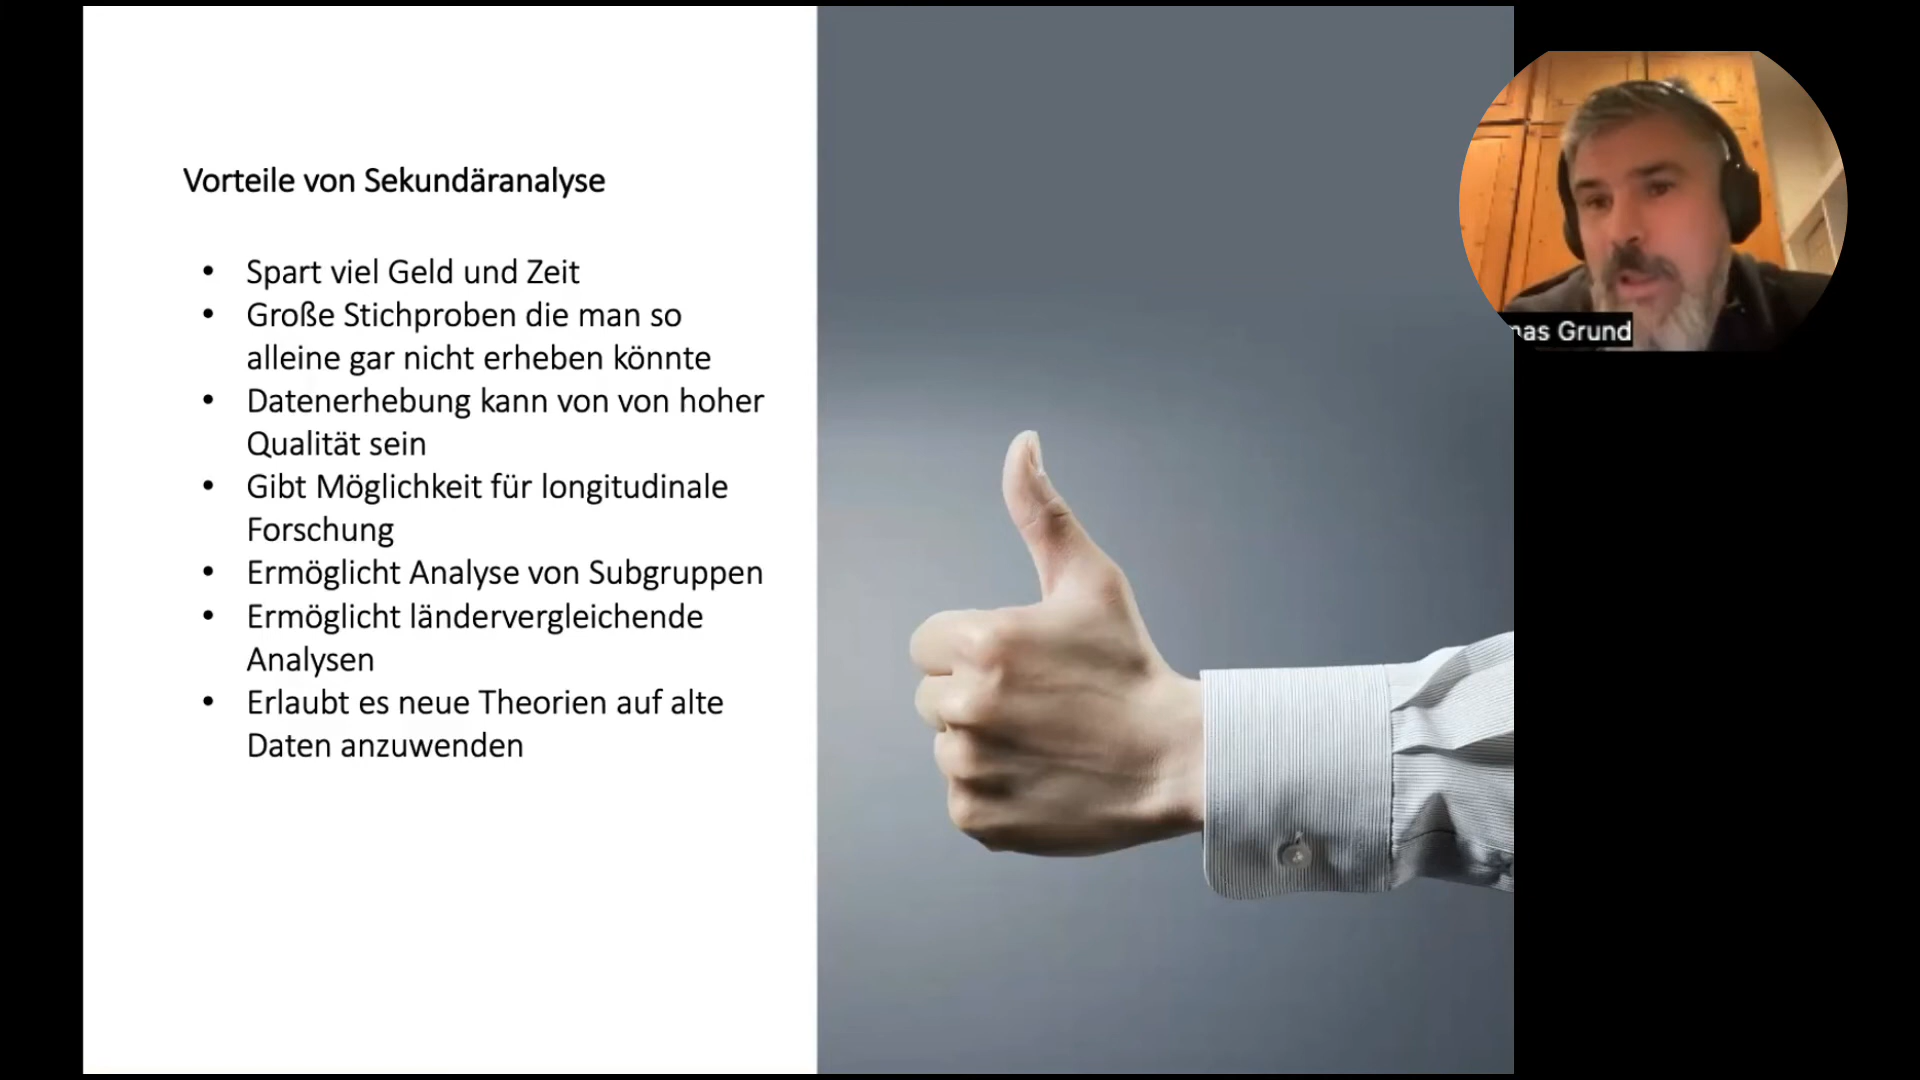 Vorteile von Sekundäranalyse
• Spart viel Geld und Zeit
• Große Stichproben die man so
alleine gar nicht erheben könnte
• Datenerhebung kann von von hoher
Qualität sein
• Gibt Möglichkeit für longitudinale
Forschung
• Ermöglicht Analyse von Subgruppen
• Ermöglicht ländervergleichende
Analysen
• Erlaubt es neue Theorien auf alte
Daten anzuwenden
mas Grund